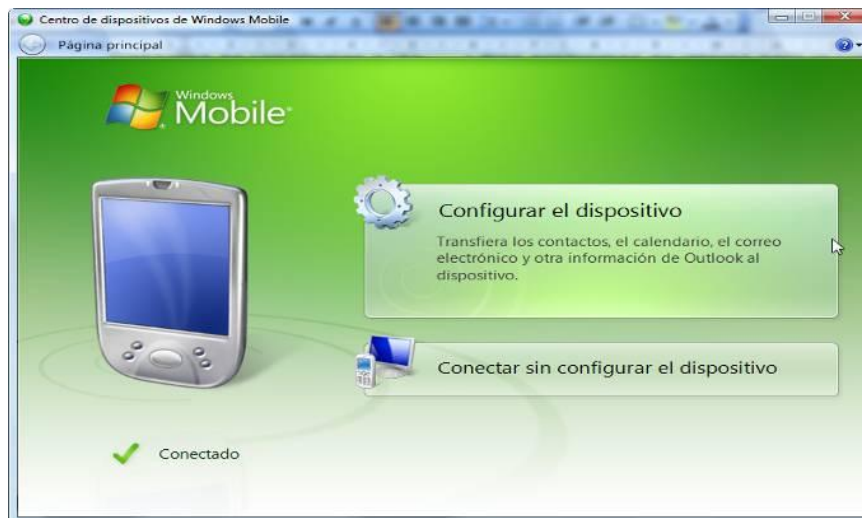 Centro de dispositivos de Windows Mobile
Página principal
Windows
Mobile
Configurar el dispositivo
Transfiera los contactos, el calendario, el correo
electrónico y otra información de Outlook al
dispositivo.
Conectar sin configurar el dispositivo
Conectado